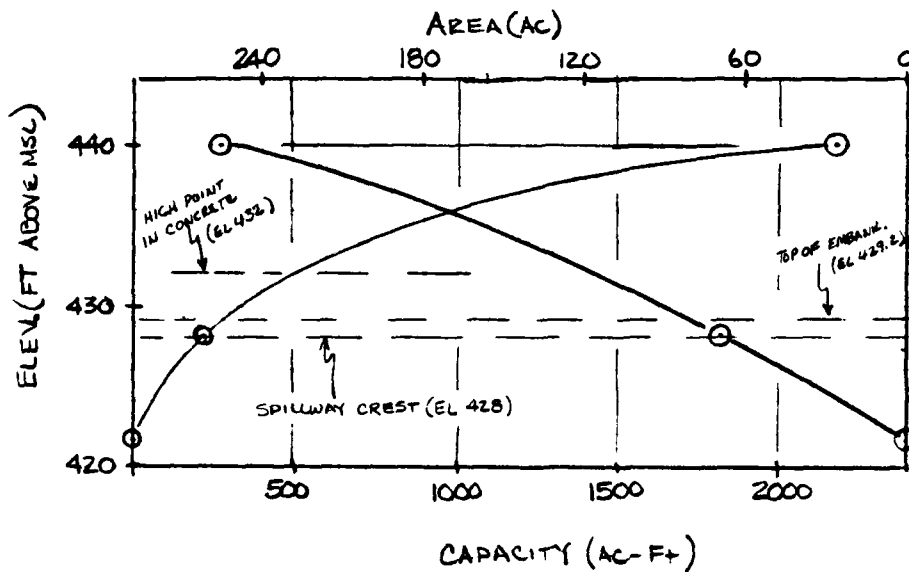 AREA (AC)
240 180 120 60 0
440
430
420
ELEV. (FT ABOVE MSL)
HIGH POINT
IN CONCRETE
(EL 432)
TOP OF EMBANK.
(EL 429.2)
SPILLWAY CREST (EL 428)
500 1000 1500 2000
CAPACITY (AC-Ft)